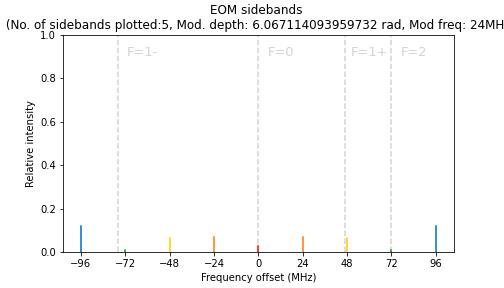 EOM sidebands
(No. of sidebands plotted:5, Mod. depth: 6.067114093959732 rad, Mod freq: 24MH
1.0
F=1-
F=0
F=1+
F=2
0.8
0.6
Relative intensity
0.4
0.2
0.0
−96 −72 −48 −24 0 24 48 72 96
Frequency offset (MHz)